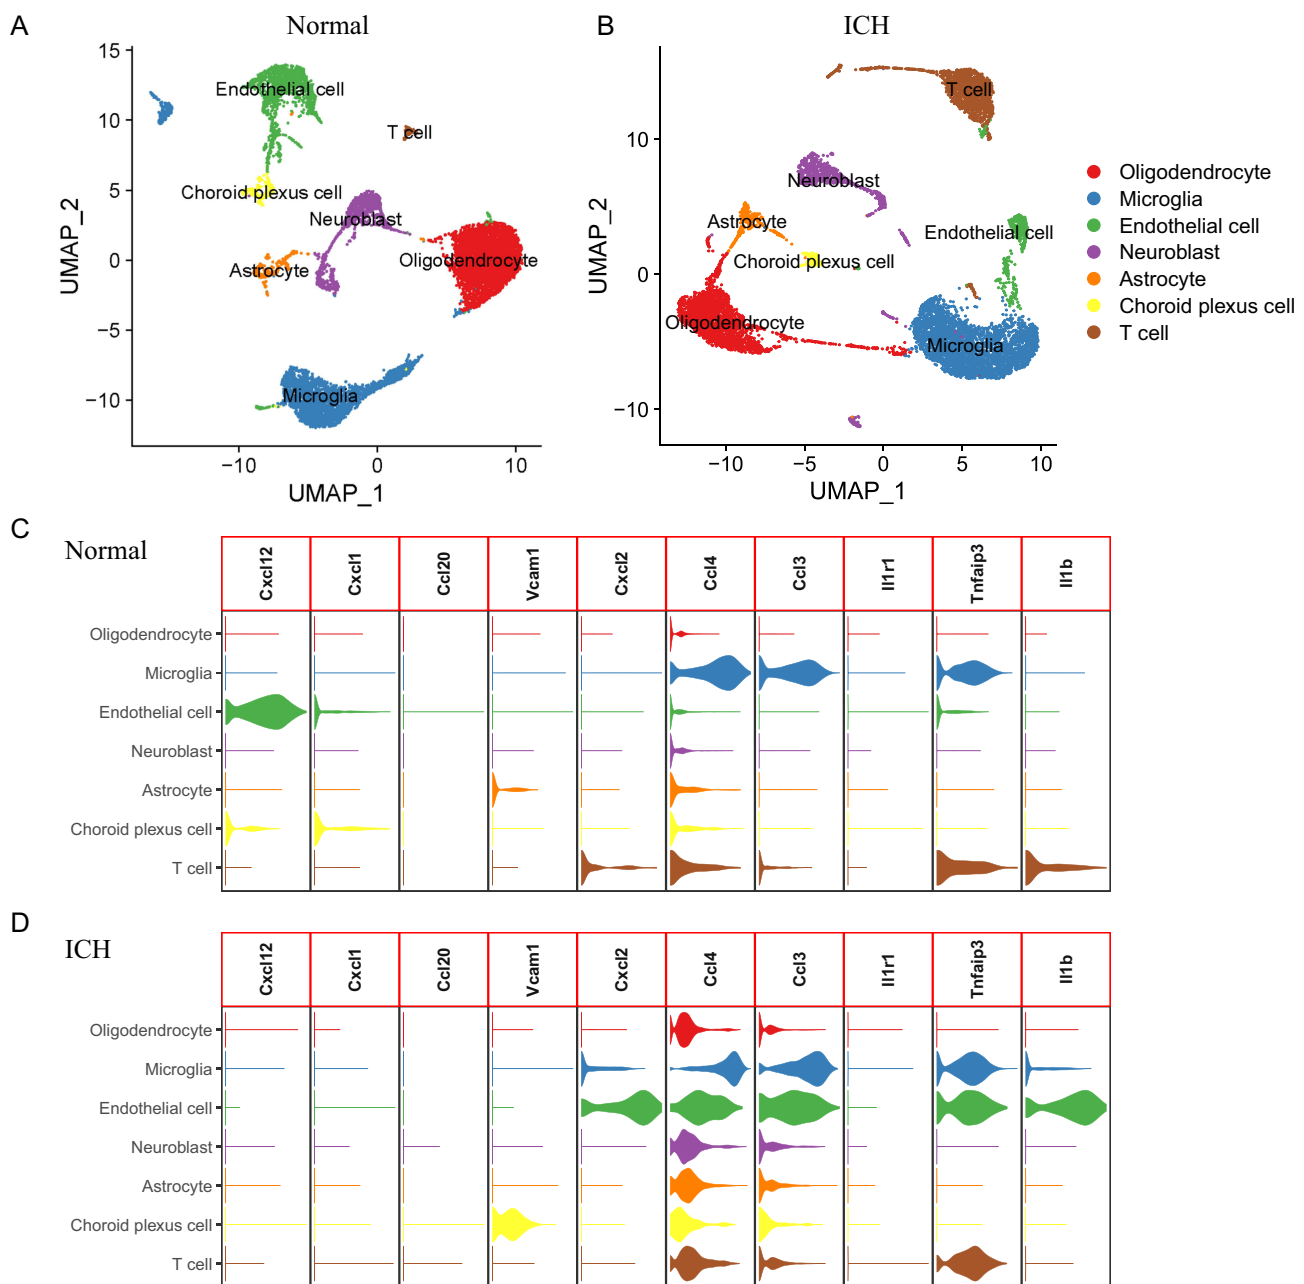 A
Normal
B
ICH
15
10
5
0
−5
−10
UMAP_2
−10
0
10
UMAP_1
Endothelial cell
T cell
Choroid plexus cell
Neuroblast
Astrocyte
Oligodendrocyte
Microglia
10
0
−10
UMAP_2
−10
−5
0
5
10
UMAP_1
T cell
Neuroblast
Astrocyte
Endothelial cell
Choroid plexus cell
Oligodendrocyte
Microglia
Oligodendrocyte
Microglia
Endothelial cell
Neuroblast
Astrocyte
Choroid plexus cell
T cell
C
Normal
Cxcl12
Cxcl1
Ccl20
Vcam1
Cxcl2
Ccl4
Ccl3
Il1r1
Tnfaip3
Il1b
Oligodendrocyte
Microglia
Endothelial cell
Neuroblast
Astrocyte
Choroid plexus cell
T cell
D
ICH
Cxcl12
Cxcl1
Ccl20
Vcam1
Cxcl2
Ccl4
Ccl3
Il1r1
Tnfaip3
Il1b
Oligodendrocyte
Microglia
Endothelial cell
Neuroblast
Astrocyte
Choroid plexus cell
T cell